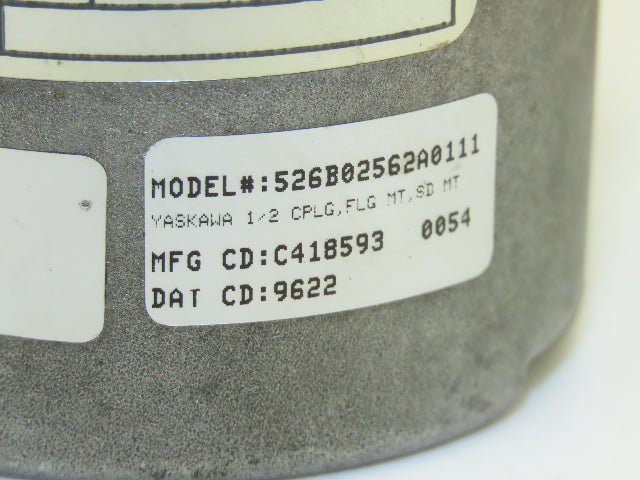 MODEL#:526B02562A0111
YASKAWA 1/2 CPLG,FLG MT,SD MT
MFG CD:C418593 0054
DAT CD:9622